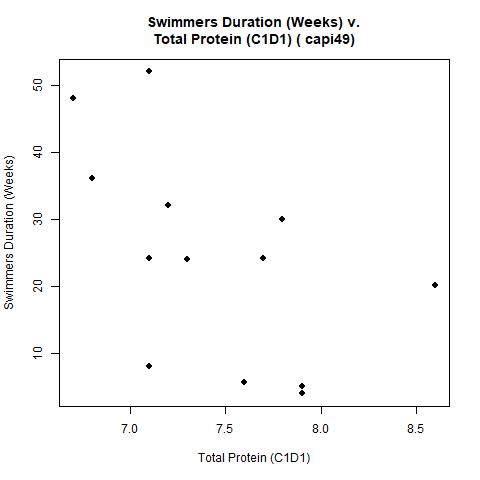 Swimmers Duration (Weeks) v.
Total Protein (C1D1) ( capi49)
Swimmers Duration (Weeks)
50
40
30
20
10
7.0 7.5 8.0 8.5
Total Protein (C1D1)